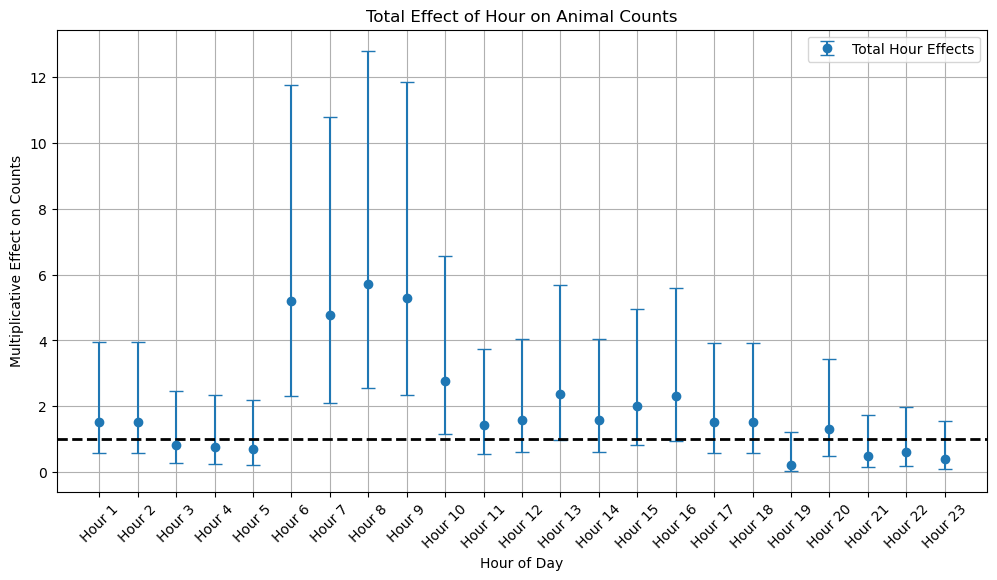 Total Effect of Hour on Animal Counts
Total Hour Effects
Multiplicative Effect on Counts
12
10
8
6
4
2
0
Hour 1
Hour 2
Hour 3
Hour 4
Hour 5
Hour 6
Hour 7
Hour 8
Hour 9
Hour 10
Hour 11
Hour 12
Hour 13
Hour 14
Hour 15
Hour 16
Hour 17
Hour 18
Hour 19
Hour 20
Hour 21
Hour 22
Hour 23
Hour of Day